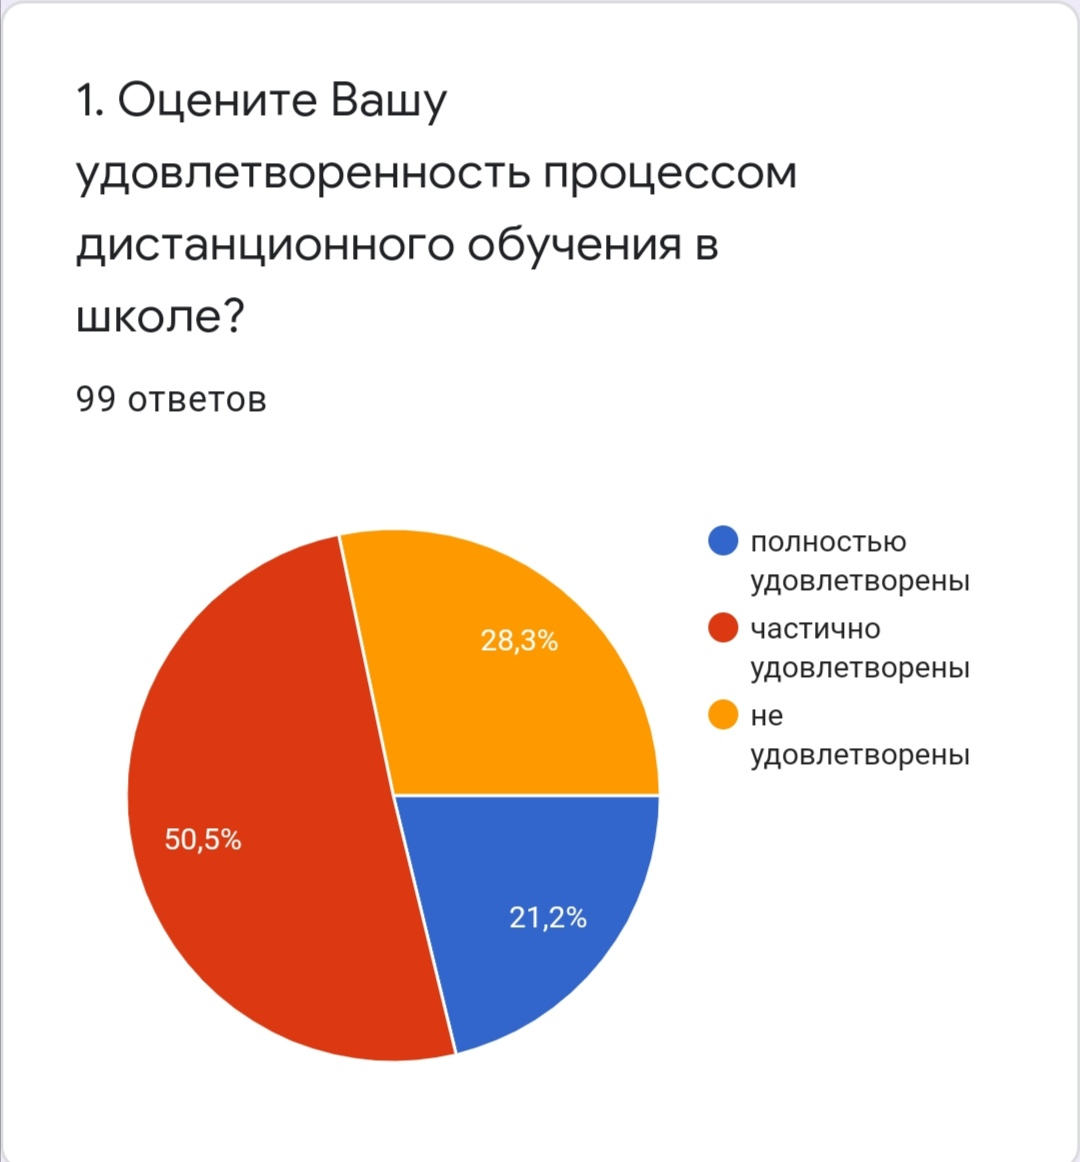 1. Оцените Вашу
удовлетворенность процессом
дистанционного обучения в
школе?
99 ответов
полностью
удовлетворены
частично
удовлетворены
не
удовлетворены
28,3%
50,5%
21,2%